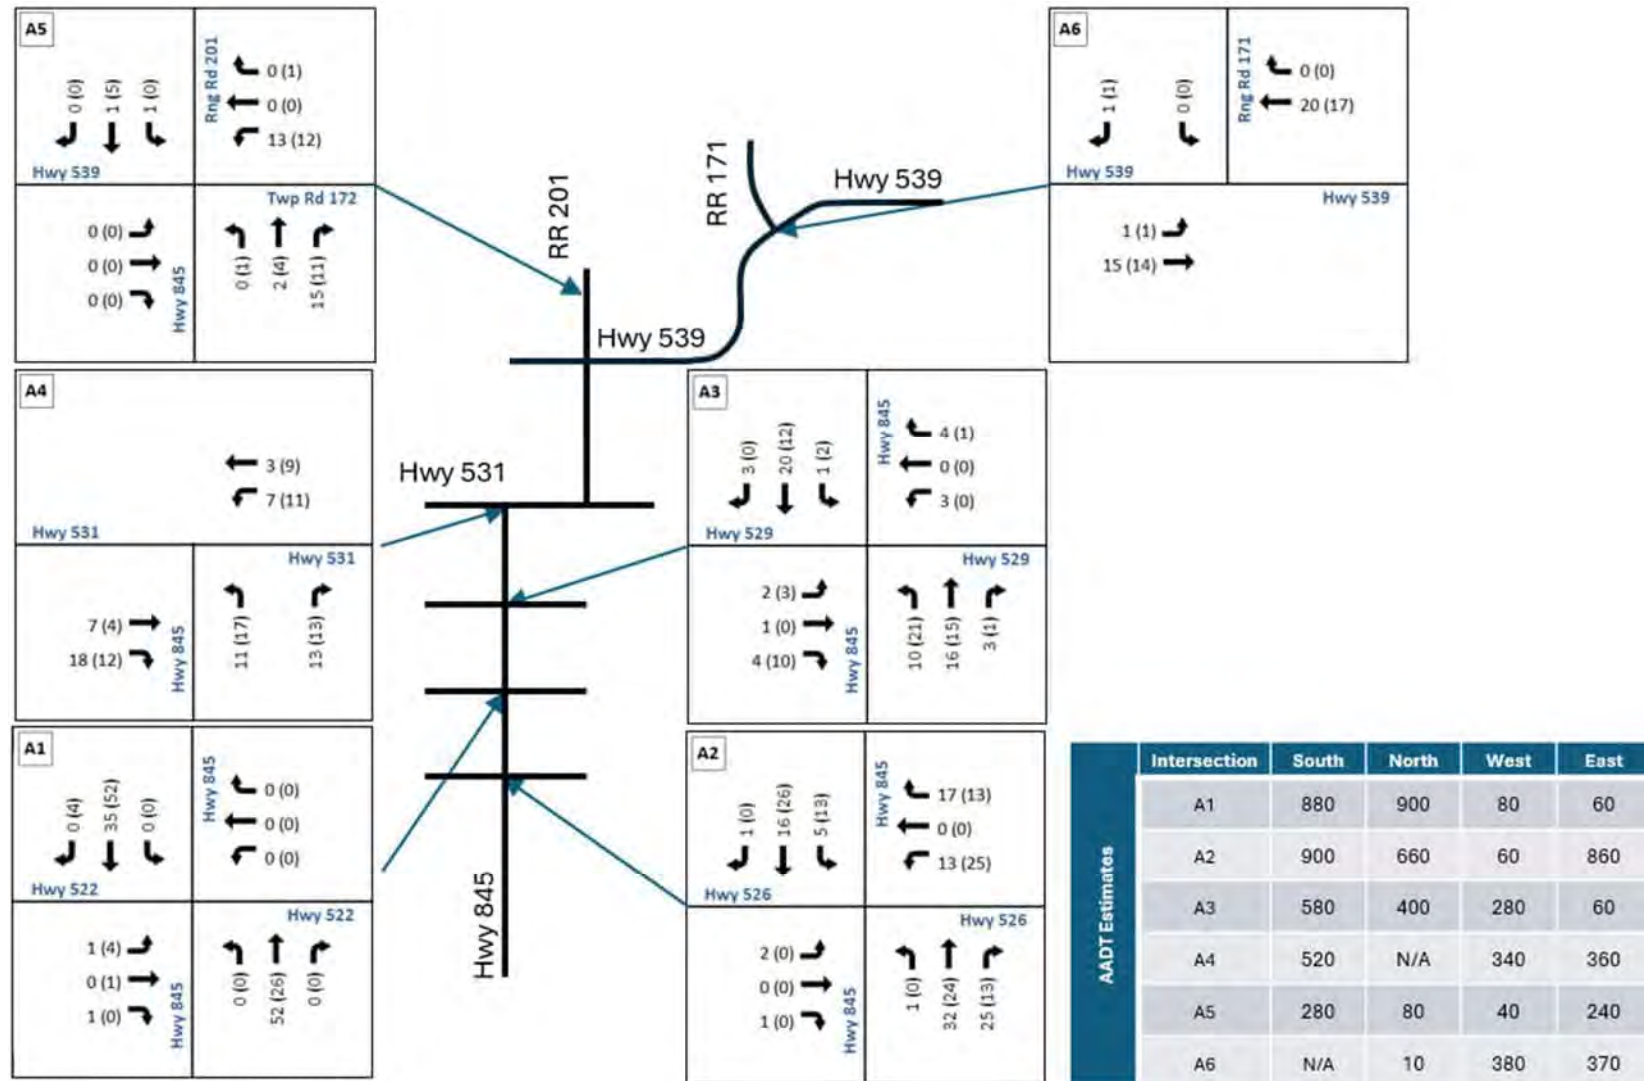 A5
Rng Rd 201
0 (0)
1 (5)
1 (0)
0 (1)
0 (0)
13 (12)
Hwy 539
Twp Rd 172
0 (0)
0 (0)
0 (0)
Hwy 845
0 (1)
2 (4)
15 (11)
A6
Rng Rd 171
1 (1)
0 (0)
0 (0)
20 (17)
Hwy 539
Hwy 539
1 (1)
15 (14)
RR 201
RR 171
Hwy 539
Hwy 539
Hwy 531
Hwy 845
A4
3 (9)
7 (11)
Hwy 531
Hwy 531
7 (4)
18 (12)
Hwy 845
11 (17)
13 (13)
A3
Hwy 845
3 (0)
20 (12)
1 (2)
4 (1)
0 (0)
3 (0)
Hwy 529
Hwy 529
2 (3)
1 (0)
4 (10)
Hwy 845
10 (21)
16 (15)
3 (1)
A1
Hwy 845
0 (4)
35 (52)
0 (0)
0 (0)
0 (0)
0 (0)
Hwy 522
Hwy 522
1 (4)
0 (1)
1 (0)
Hwy 845
0 (0)
52 (26)
0 (0)
A2
Hwy 845
1 (0)
16 (26)
5 (13)
17 (13)
0 (0)
13 (25)
Hwy 526
Hwy 526
2 (0)
0 (0)
1 (0)
Hwy 845
1 (0)
32 (24)
25 (13)
AADT Estimates
Intersection South North West East
A1 880 900 80 60
A2 900 660 60 860
A3 580 400 280 60
A4 520 N/A 340 360
A5 280 80 40 240
A6 N/A 10 380 370